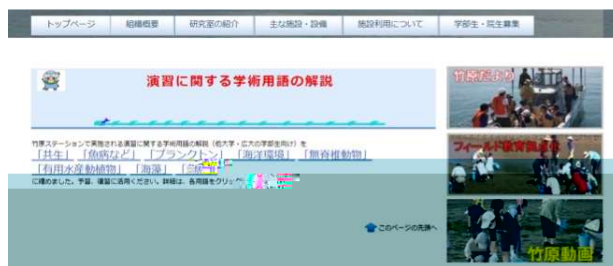 トップページ 組織概要 研究室の紹介 主な施設・設備 施設利用について 学部生・院生募集
演習に関する学術用語の解説
竹原だより
竹原ステーションで実施される演習に関する学術用語の解説（他大学・広大の学部生向け）を
「共生」 「魚病など」 「プランクトン」 「海洋環境」 「無脊椎動物」
「有用水産動植物」 「海藻」
フィールド教育拠点化
に纏めました。予習、復習に活用ください。詳細は、各用語をクリッ
このページの先頭へ
竹原動画